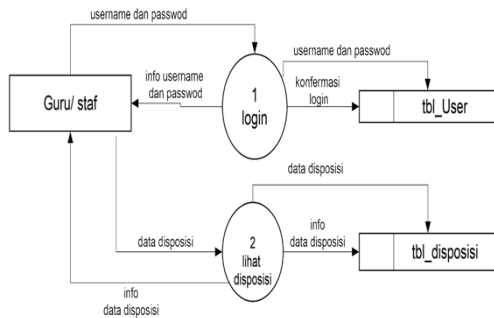 username dan passwod
info username
dan passwod
Guru/ staf
1
login
username dan passwod
konfermasi
login
tbl_User
data disposisi
data disposisi
2
lihat
disposisi
info
data disposisi
tbl_disposisi
info
data disposisi